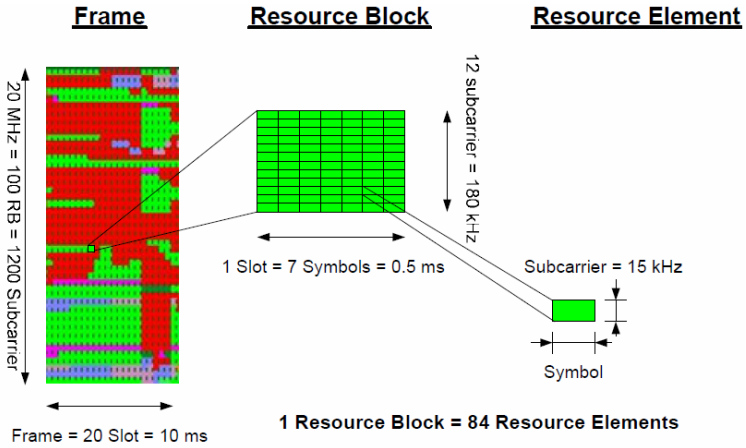 Frame
Resource Block
Resource Element
20 MHz = 100 RB = 1200 Subcarrier
12 subcarrier = 180 kHz
1 Slot = 7 Symbols = 0.5 ms
Subcarrier = 15 kHz
Symbol
Frame = 20 Slot = 10 ms
1 Resource Block = 84 Resource Elements